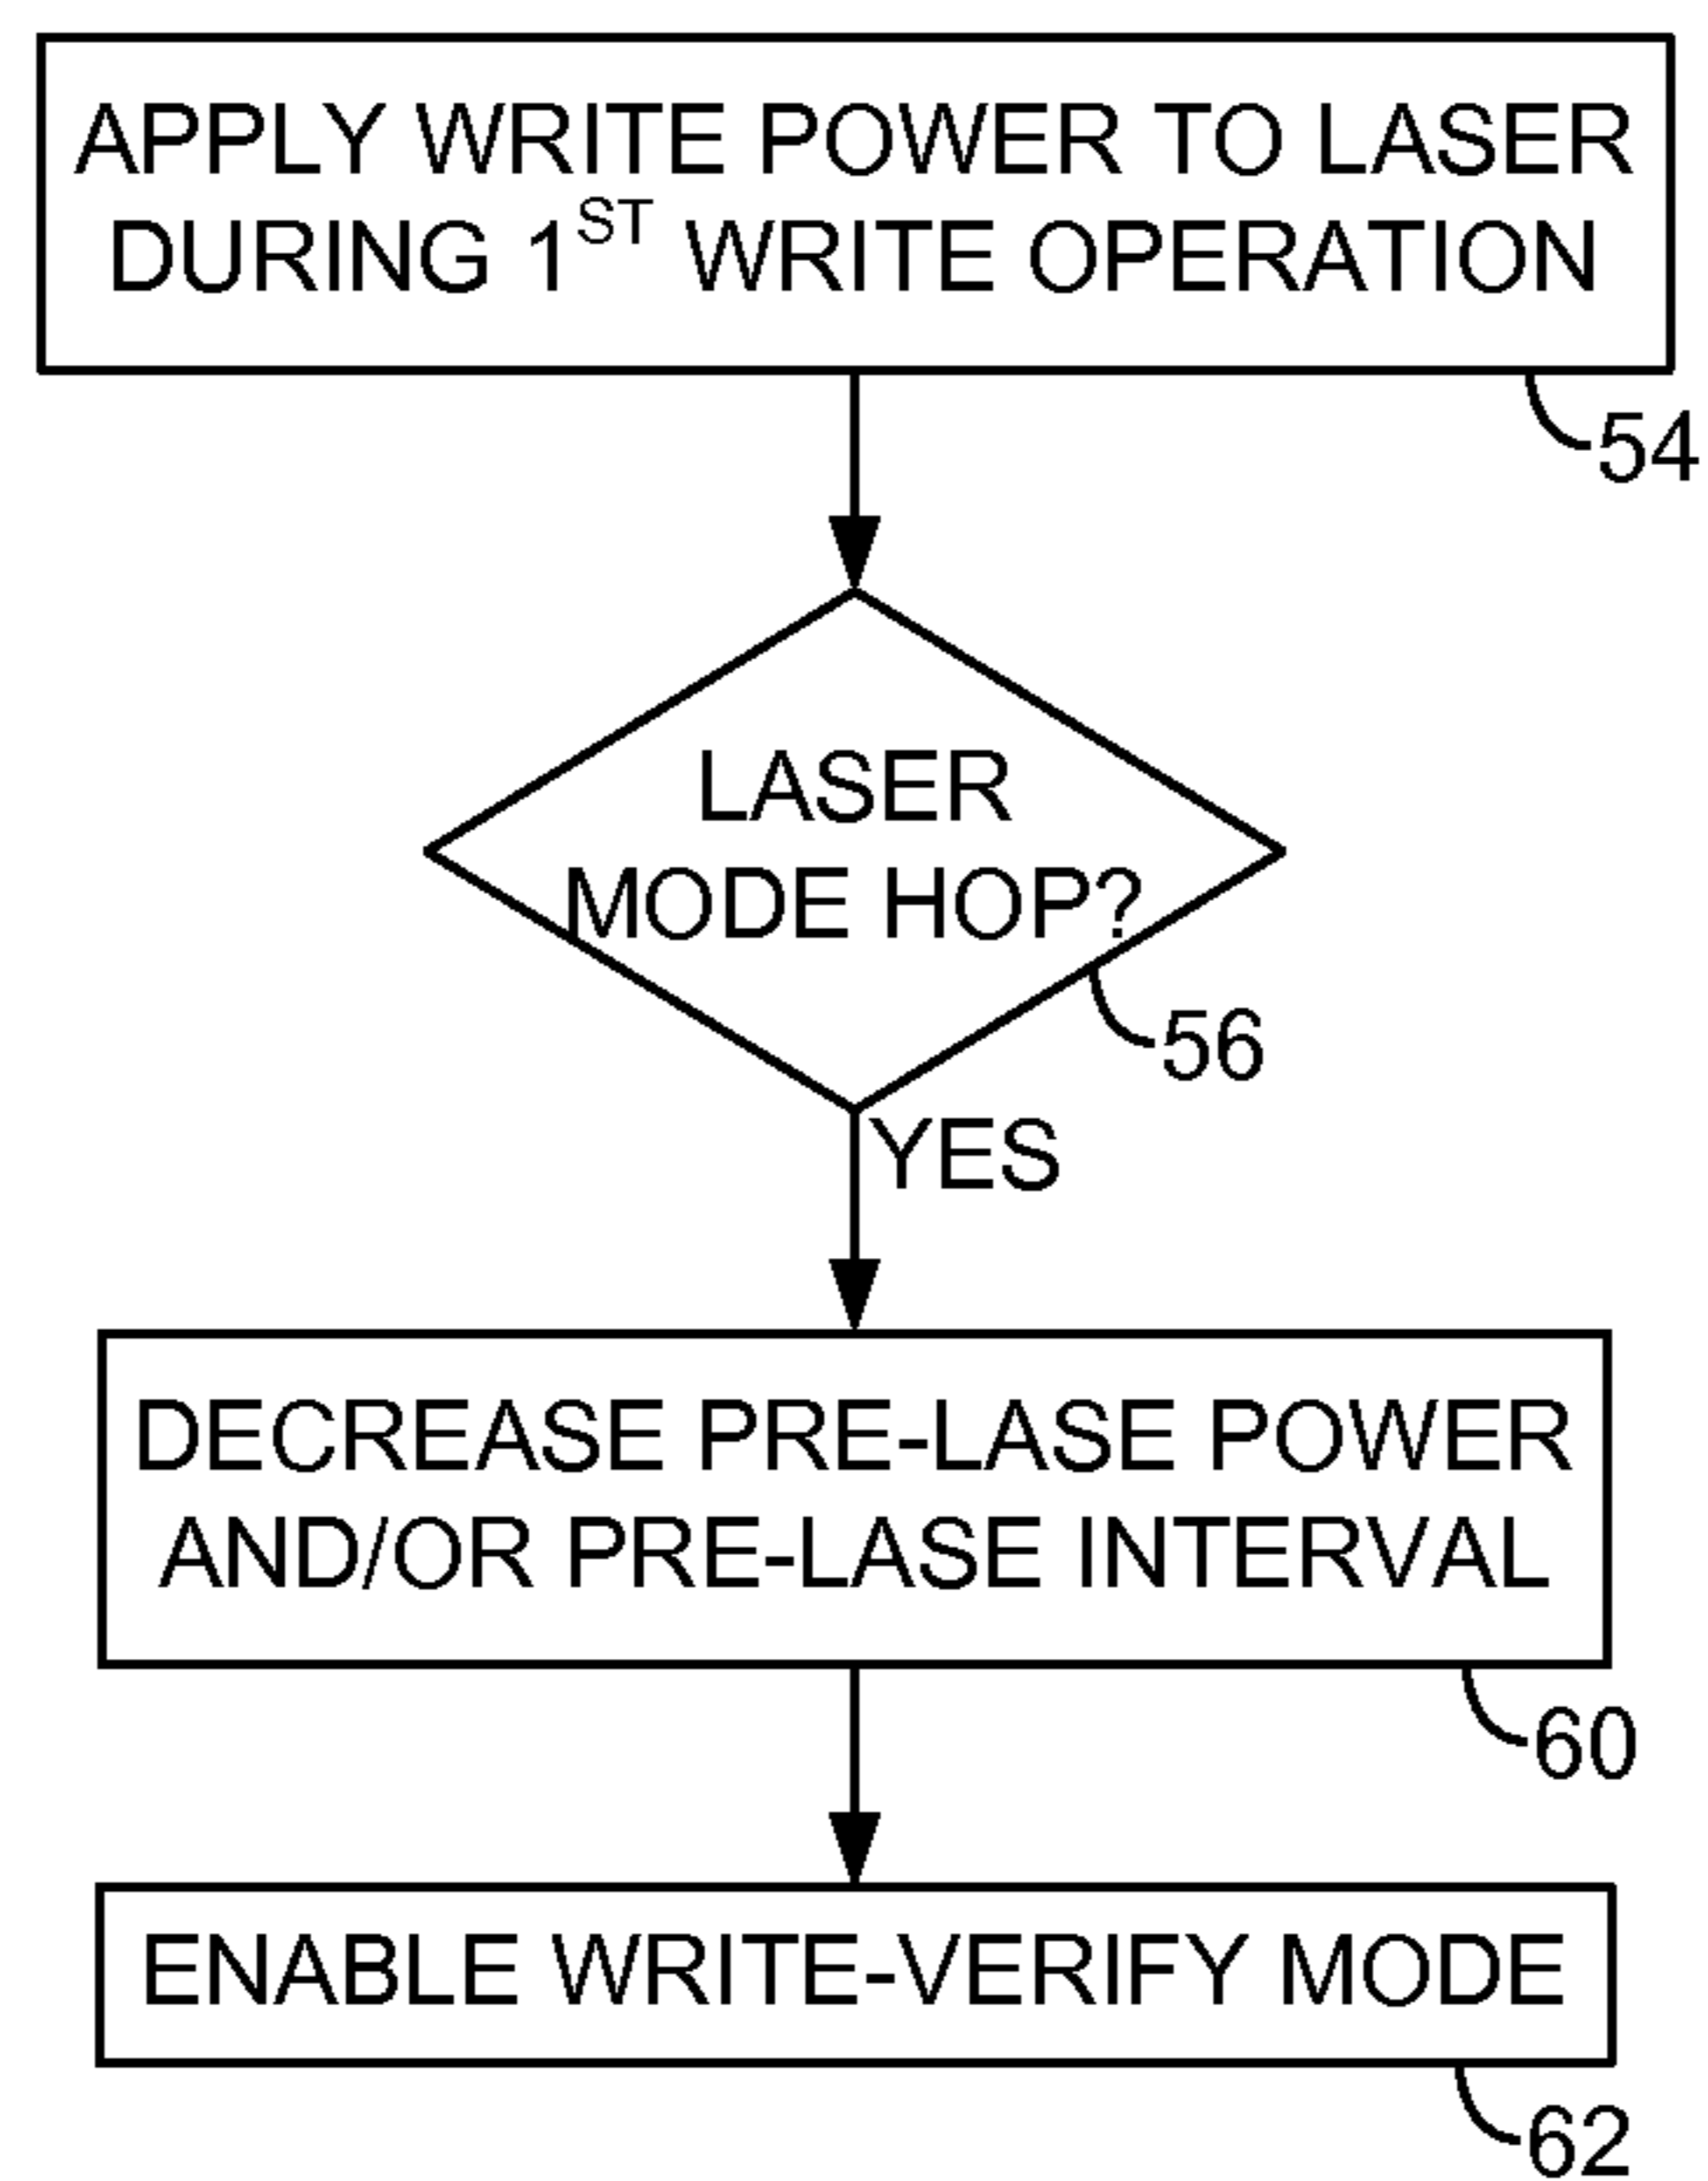 APPLY WRITE POWER TO LASER
DURING 1ST WRITE OPERATION
54
LASER
MODE HOP?
56
YES
DECREASE PRE-LASE POWER
AND/OR PRE-LASE INTERVAL
60
ENABLE WRITE-VERIFY MODE
62